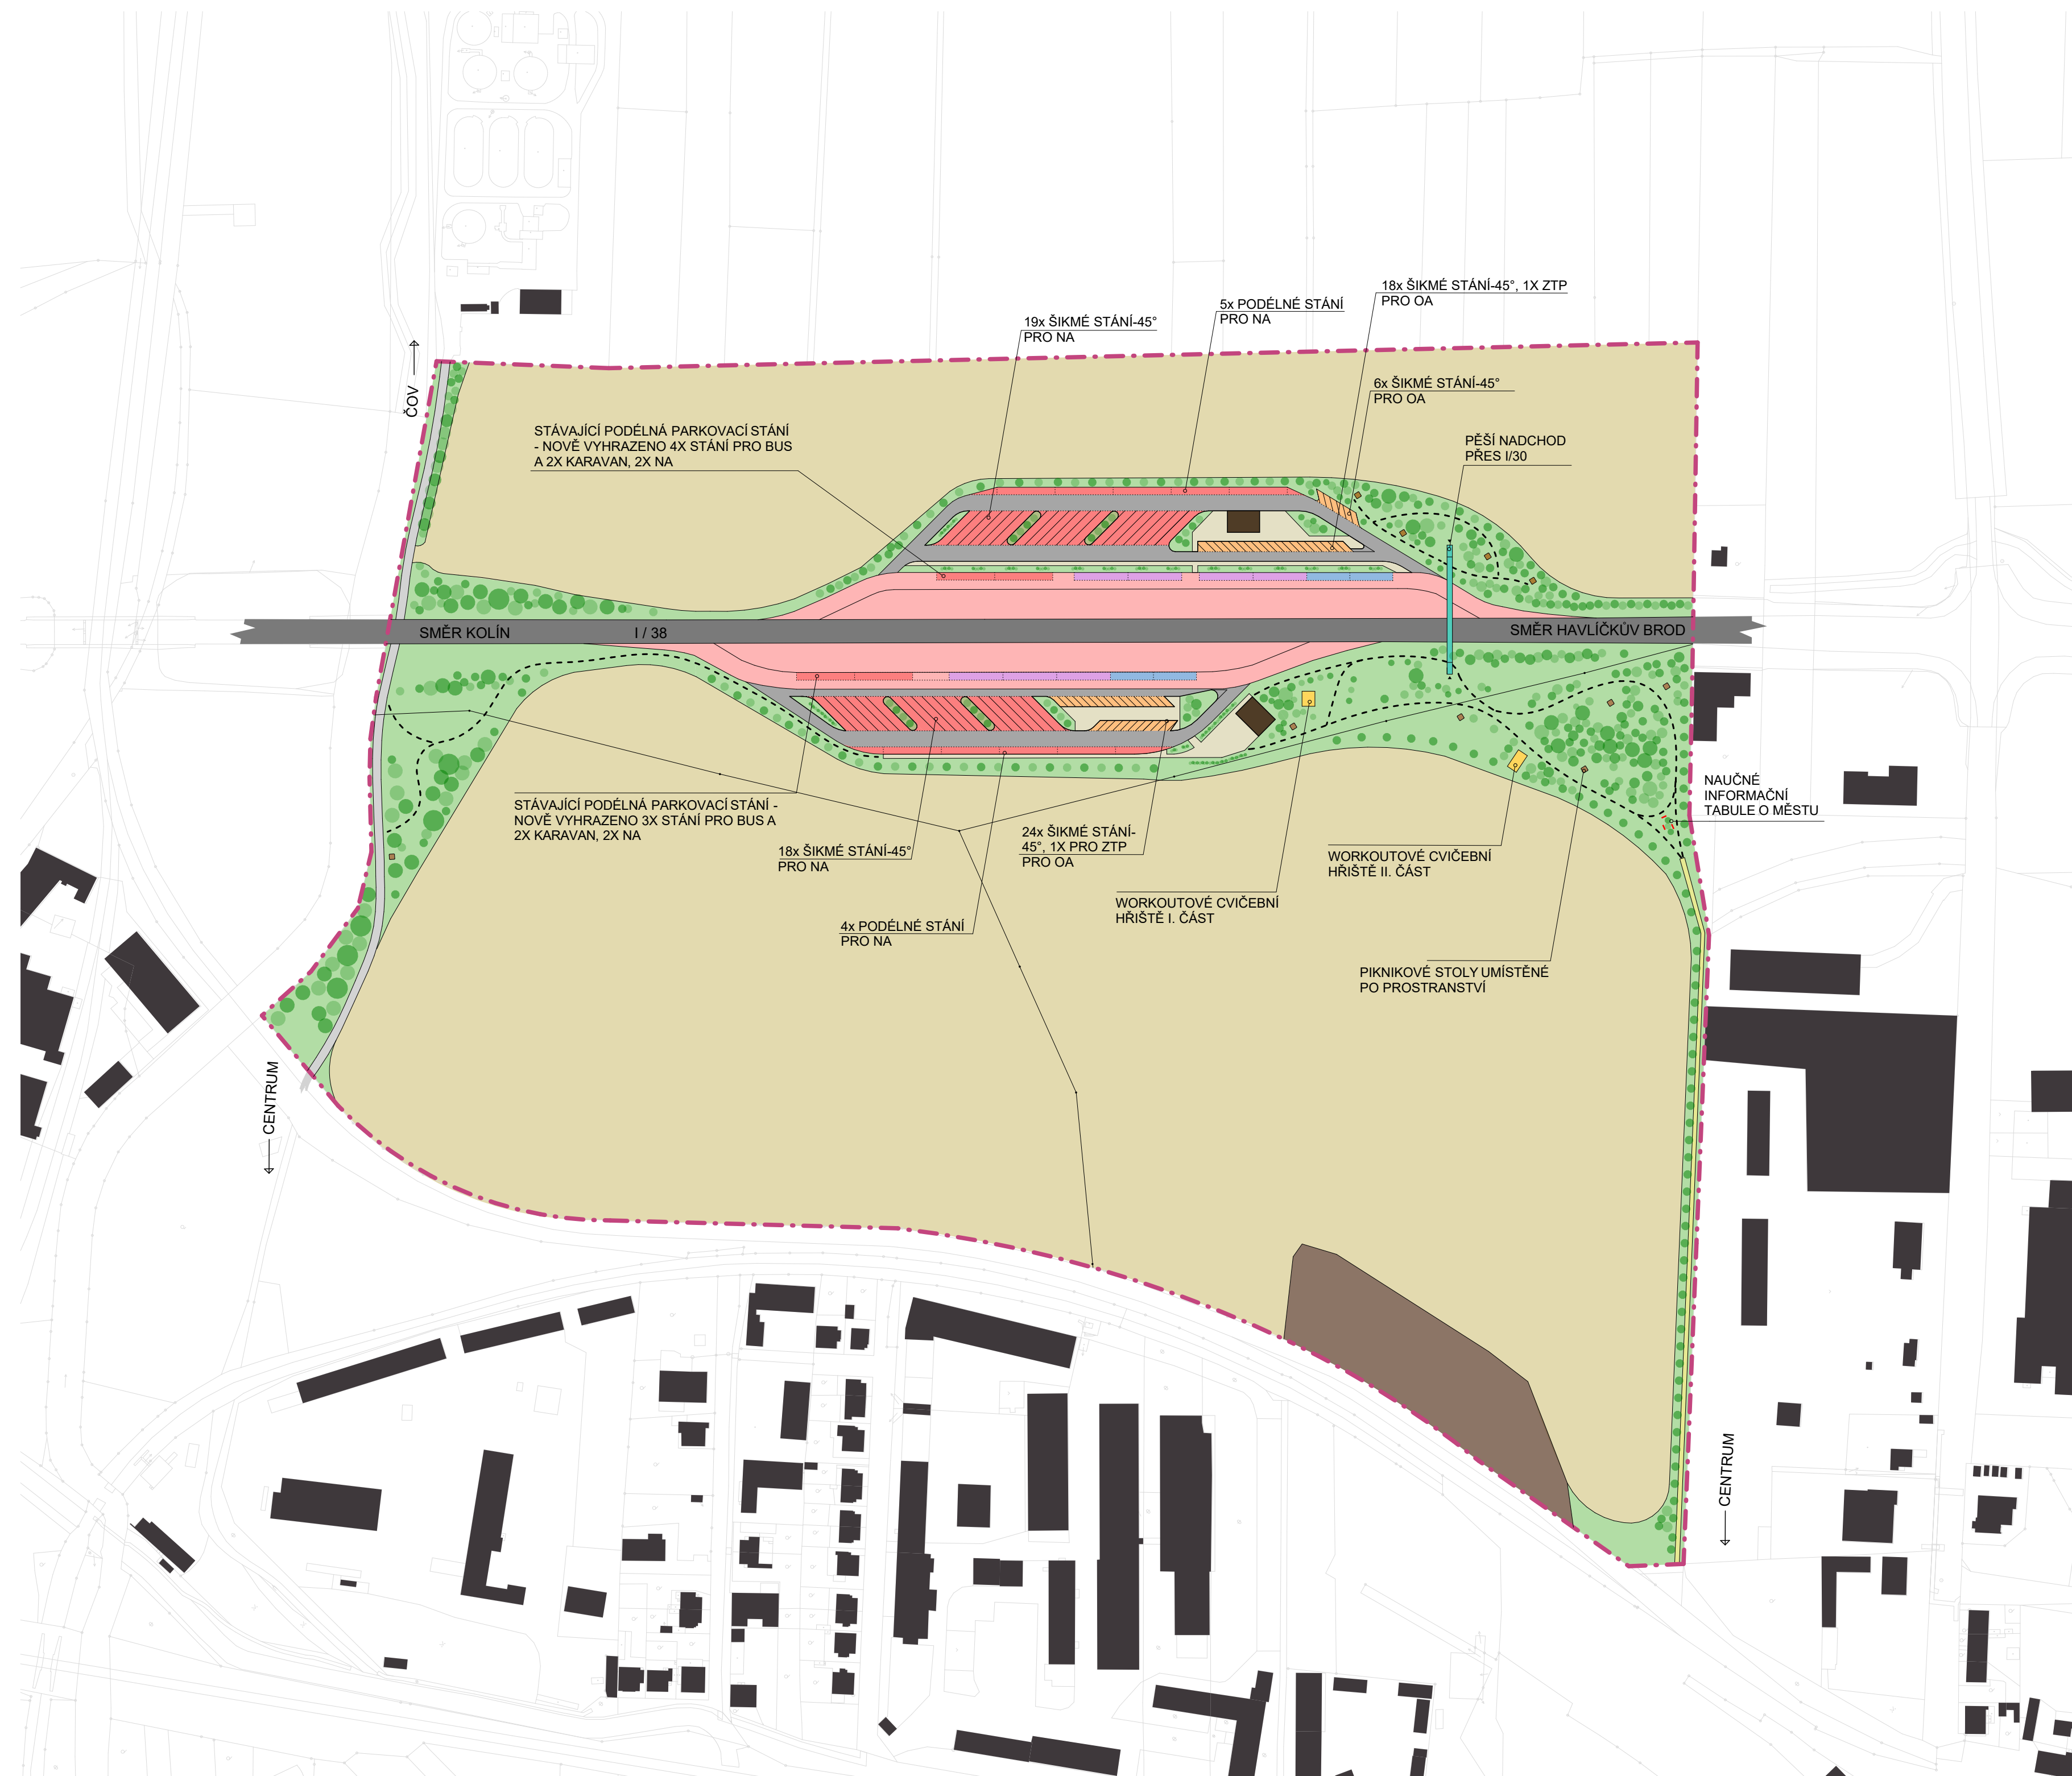 18x ŠIKMÉ STÁNÍ-45°, 1X ZTP
PRO OA
5x PODÉLNÉ STÁNÍ
PRO NA
19x ŠIKMÉ STÁNÍ-45°
PRO NA
6x ŠIKMÉ STÁNÍ-45°
PRO OA
ČOV
STÁVAJÍCÍ PODÉLNÁ PARKOVACÍ STÁNÍ
- NOVĚ VYHRAZENO 4X STÁNÍ PRO BUS
A 2X KARAVAN, 2X NA
PĚŠÍ NADCHOD
PŘES I/30
SMĚR KOLÍN
I / 38
SMĚR HAVLÍČKŮV BROD
STÁVAJÍCÍ PODÉLNÁ PARKOVACÍ STÁNÍ -
NOVĚ VYHRAZENO 3X STÁNÍ PRO BUS A
2X KARAVAN, 2X NA
NAUČNÉ
INFORMAČNÍ
TABULE O MĚSTU
18x ŠIKMÉ STÁNÍ-45°
PRO NA
24x ŠIKMÉ STÁNÍ-
45°, 1X PRO ZTP
PRO OA
WORKOUTOVÉ CVIČEBNÍ
HŘIŠTĚ II. ČÁST
WORKOUTOVÉ CVIČEBNÍ
HŘIŠTĚ I. ČÁST
4x PODÉLNÉ STÁNÍ
PRO NA
PIKNIKOVÉ STOLY UMÍSTĚNÉ
PO PROSTRANSTVÍ
CENTRUM
CENTRUM